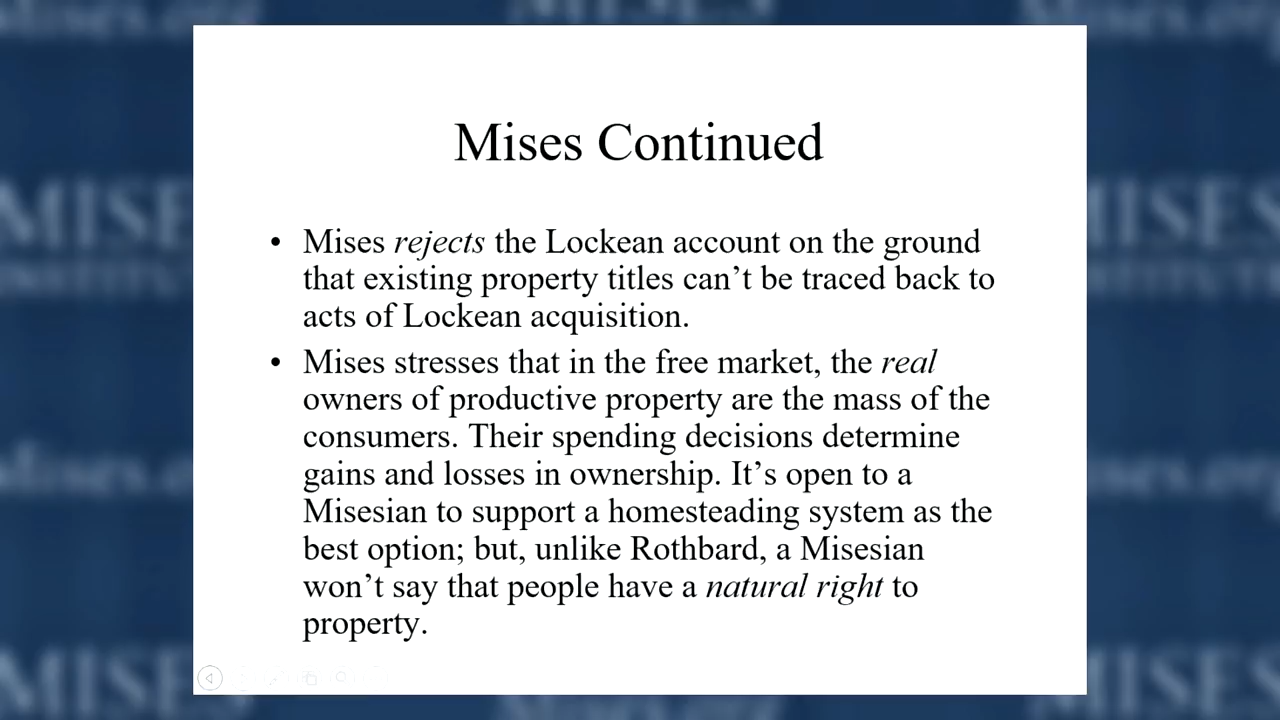 Mises Continued
• Mises rejects the Lockean account on the ground
that existing property titles can’t be traced back to
acts of Lockean acquisition.
• Mises stresses that in the free market, the real
owners of productive property are the mass of the
consumers. Their spending decisions determine
gains and losses in ownership. It’s open to a
Misesian to support a homesteading system as the
best option; but, unlike Rothbard, a Misesian
won’t say that people have a natural right to
property.